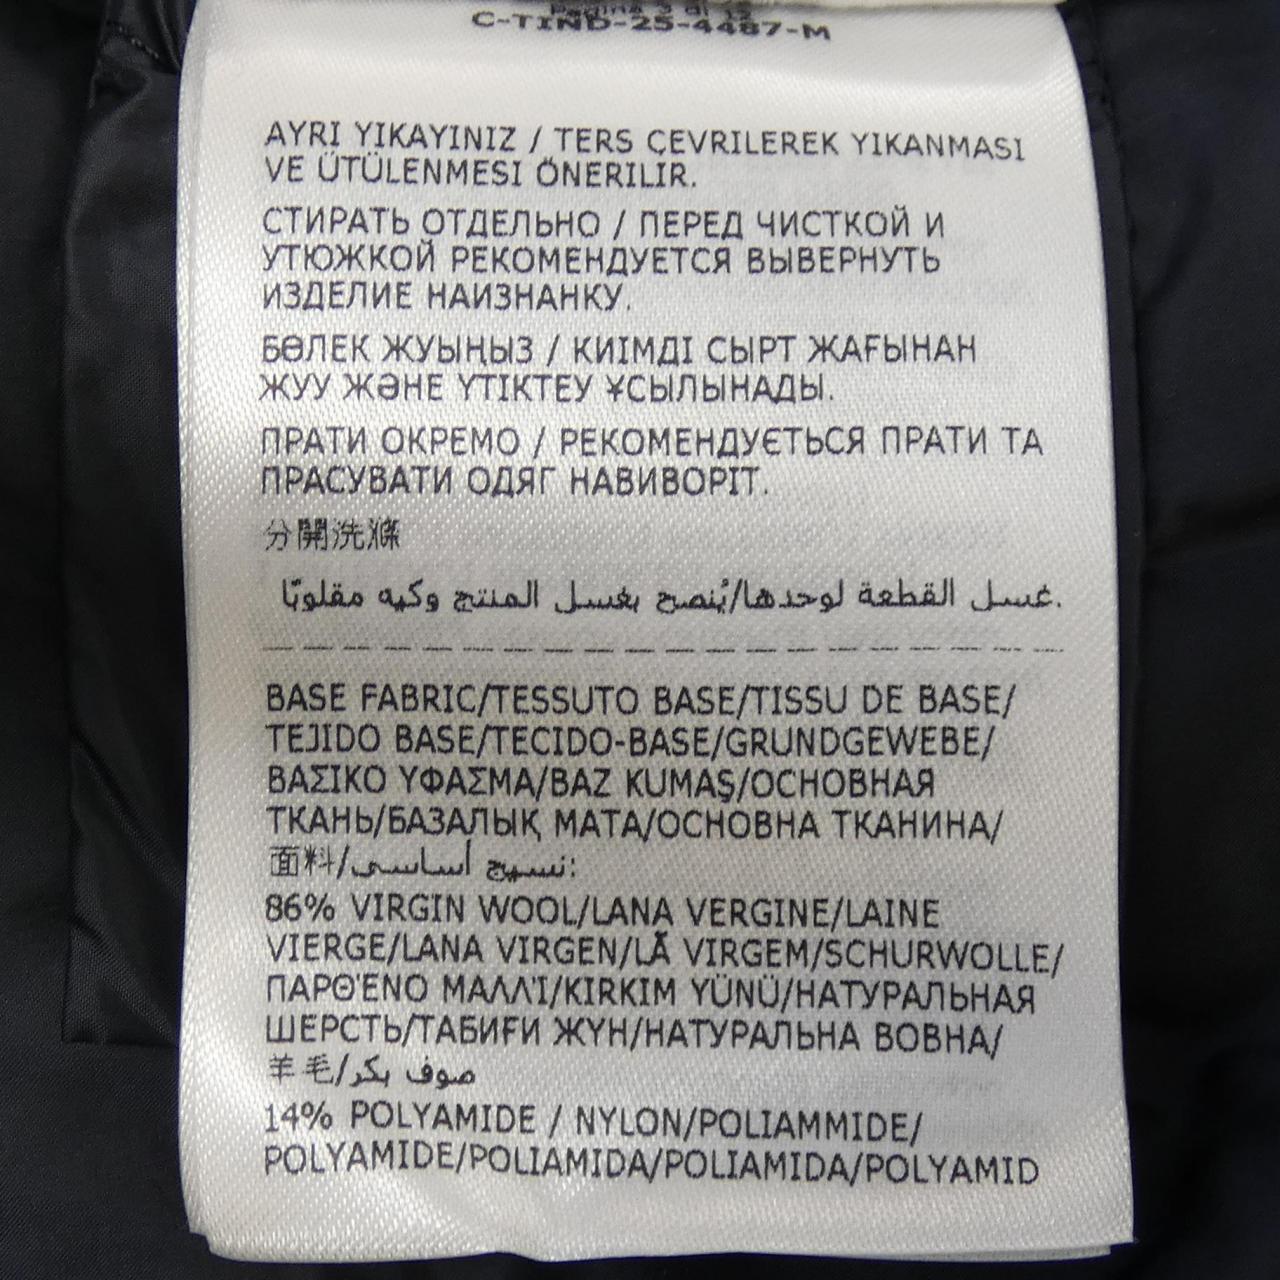 C-TIND-25-4487-M
AYRI YIKAYINIZ / TERS ÇEVRILEREK YIKANMASI
VE ÜTÜLENMESI ÖNERILIR.
СТИРАТЬ ОТДЕЛЬНО / ПЕРЕД ЧИСТКОЙ И
УТЮЖКОЙ РЕКОМЕНДУЕТСЯ ВЫВЕРНУТЬ
ИЗДЕЛИЕ НАИЗНАНКУ.
БӨЛЕК ЖУЫҢЫЗ / КИІМДІ СЫРТ ЖАҒЫНАН
ЖУУ ЖӘНЕ ҮТІКТЕУ ҰСЫЛЫНАДЫ.
ПРАТИ ОКРЕМО / РЕКОМЕНДУЄТЬСЯ ПРАТИ ТА
ПРАСУВАТИ ОДЯГ НАВИВОРІТ.
分開洗滌
غسل القطعة لوحدها/يُنصح بغسل المنتج وكيه مقلوبًا.
BASE FABRIC/TESSUTO BASE/TISSU DE BASE/
TEJIDO BASE/TECIDO-BASE/GRUNDGEWEBE/
ΒΑΣΙΚΟ ΥΦΑΣΜΑ/BAZ KUMAŞ/ОСНОВНАЯ
ТКАНЬ/БАЗАЛЫҚ МАТА/ОСНОВНА ТКАНИНА/
面料/نسيج أساسي:
86% VIRGIN WOOL/LANA VERGINE/LAINE
VIERGE/LANA VIRGEN/LÃ VIRGEM/SCHURWOLLE/
ΠΑΡΘΈΝΟ ΜΑΛΛΊ/KIRKIM YÜNÜ/НАТУРАЛЬНАЯ
ШЕРСТЬ/ТАБИҒИ ЖҮН/НАТУРАЛЬНА ВОВНА/
羊毛/صوف بكر
14% POLYAMIDE / NYLON/POLIAMMIDE/
POLYAMIDE/POLIAMIDA/POLIAMIDA/POLYAMID